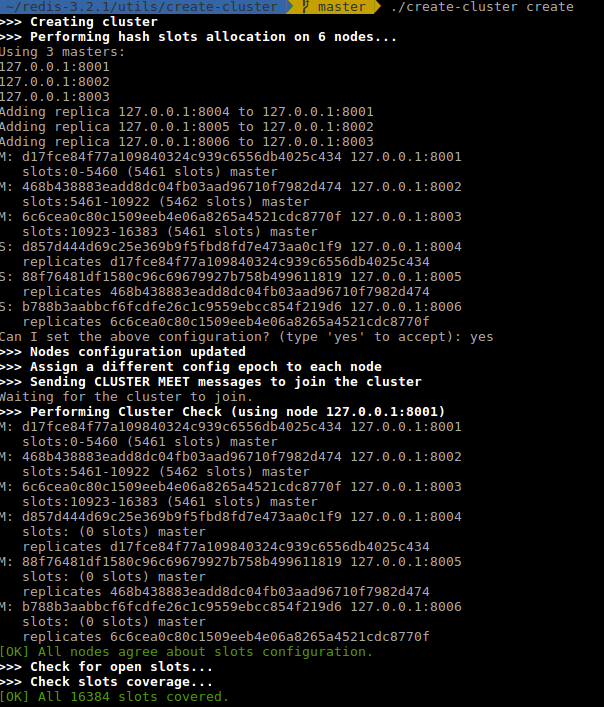 ~/redis-3.2.1/utils/create-cluster master ./create-cluster create
>>> Creating cluster
>>> Performing hash slots allocation on 6 nodes...
Using 3 masters:
127.0.0.1:8001
127.0.0.1:8002
127.0.0.1:8003
Adding replica 127.0.0.1:8004 to 127.0.0.1:8001
Adding replica 127.0.0.1:8005 to 127.0.0.1:8002
Adding replica 127.0.0.1:8006 to 127.0.0.1:8003
M: d17fce84f77a109840324c939c6556db4025c434 127.0.0.1:8001
   slots:0-5460 (5461 slots) master
M: 468b438883eadd8dc04fb03aad96710f7982d474 127.0.0.1:8002
   slots:5461-10922 (5462 slots) master
M: 6c6cea0c80c1509eeb4e06a8265a4521cdc8770f 127.0.0.1:8003
   slots:10923-16383 (5461 slots) master
S: d857d444d69c25e369b9f5fbd8fd7e473aa0c1f9 127.0.0.1:8004
   replicates d17fce84f77a109840324c939c6556db4025c434
S: 88f76481df1580c96c69679927b758b499611819 127.0.0.1:8005
   replicates 468b438883eadd8dc04fb03aad96710f7982d474
S: b788b3aabbcf6fcdfe26c1c9559ebcc854f219d6 127.0.0.1:8006
   replicates 6c6cea0c80c1509eeb4e06a8265a4521cdc8770f
Can I set the above configuration? (type 'yes' to accept): yes
>>> Nodes configuration updated
>>> Assign a different config epoch to each node
>>> Sending CLUSTER MEET messages to join the cluster
Waiting for the cluster to join.
>>> Performing Cluster Check (using node 127.0.0.1:8001)
M: d17fce84f77a109840324c939c6556db4025c434 127.0.0.1:8001
   slots:0-5460 (5461 slots) master
M: 468b438883eadd8dc04fb03aad96710f7982d474 127.0.0.1:8002
   slots:5461-10922 (5462 slots) master
M: 6c6cea0c80c1509eeb4e06a8265a4521cdc8770f 127.0.0.1:8003
   slots:10923-16383 (5461 slots) master
M: d857d444d69c25e369b9f5fbd8fd7e473aa0c1f9 127.0.0.1:8004
   slots: (0 slots) master
   replicates d17fce84f77a109840324c939c6556db4025c434
M: 88f76481df1580c96c69679927b758b499611819 127.0.0.1:8005
   slots: (0 slots) master
   replicates 468b438883eadd8dc04fb03aad96710f7982d474
M: b788b3aabbcf6fcdfe26c1c9559ebcc854f219d6 127.0.0.1:8006
   slots: (0 slots) master
   replicates 6c6cea0c80c1509eeb4e06a8265a4521cdc8770f
[OK] All nodes agree about slots configuration.
>>> Check for open slots...
>>> Check slots coverage...
[OK] All 16384 slots covered.